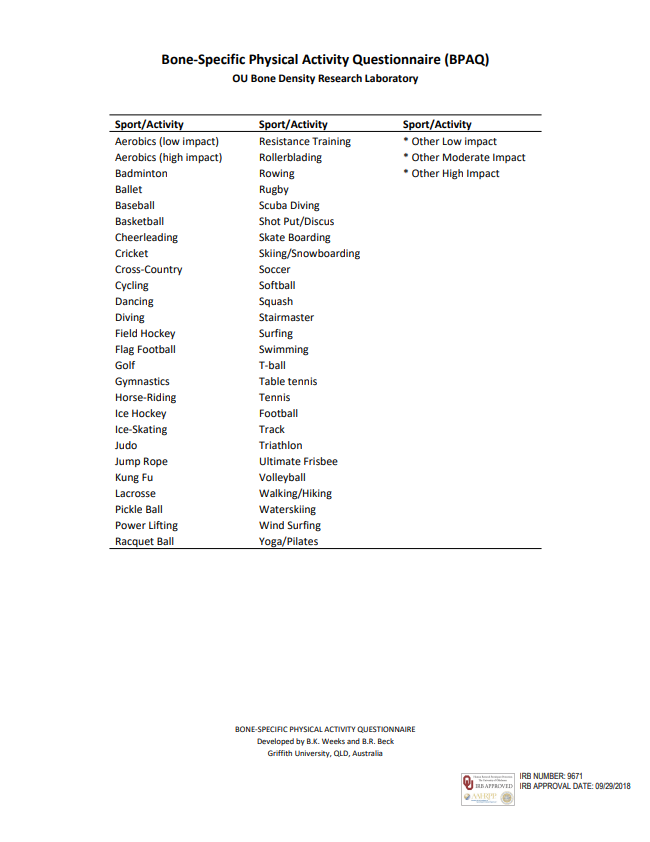 Bone-Specific Physical Activity Questionnaire (BPAQ)
OU Bone Density Research Laboratory
Sport/Activity Sport/Activity Sport/Activity
Aerobics (low impact) Resistance Training * Other Low impact
Aerobics (high impact) Rollerblading * Other Moderate Impact
Badminton Rowing * Other High Impact
Ballet Rugby
Baseball Scuba Diving
Basketball Shot Put/Discus
Cheerleading Skate Boarding
Cricket Skiing/Snowboarding
Cross-Country Soccer
Cycling Softball
Dancing Squash
Diving Stairmaster
Field Hockey Surfing
Flag Football Swimming
Golf T-ball
Gymnastics Table tennis
Horse-Riding Tennis
Ice Hockey Football
Ice-Skating Track
Judo Triathlon
Jump Rope Ultimate Frisbee
Kung Fu Volleyball
Lacrosse Walking/Hiking
Pickle Ball Waterskiing
Power Lifting Wind Surfing
Racquet Ball Yoga/Pilates
BONE-SPECIFIC PHYSICAL ACTIVITY QUESTIONNAIRE
Developed by B.K. Weeks and B.R. Beck
Griffith University, QLD, Australia
IRB APPROVED
AAHRPP
IRB NUMBER: 9671
IRB APPROVAL DATE: 09/29/2018